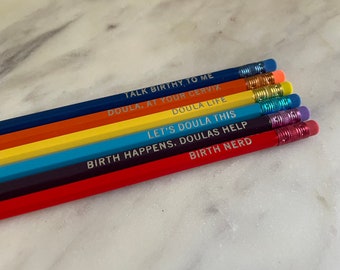 TALK BIRTHY TO ME
DOULA, AT YOUR CERVIX
DOULA LIFE
LET'S DOULA THIS
BIRTH HAPPENS, DOULAS HELP
BIRTH NERD